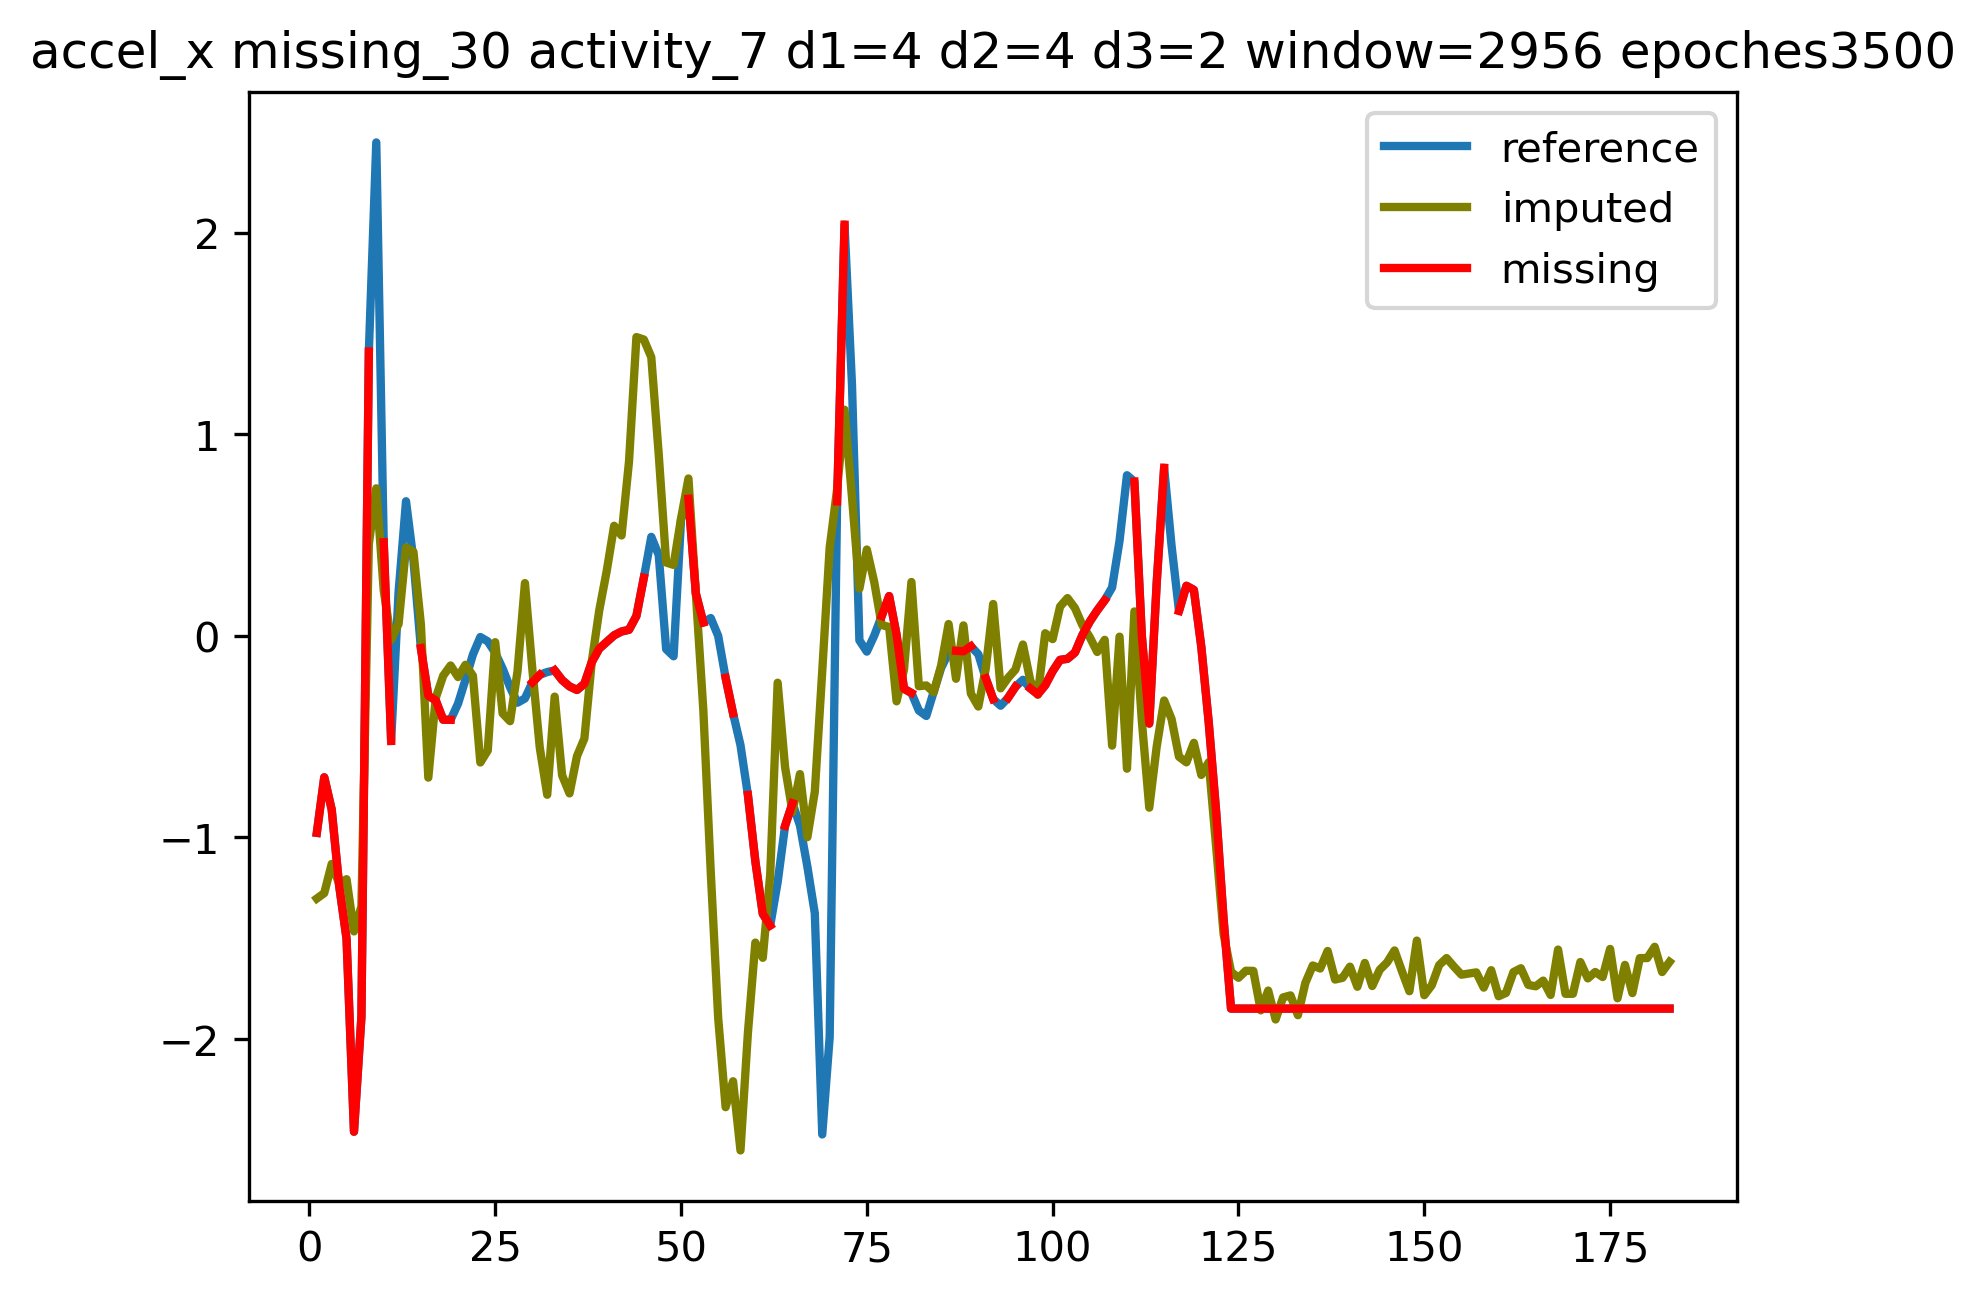 accel_x missing_30 activity_7 d1=4 d2=4 d3=2 window=2956 epoches3500
reference
imputed
missing
2
1
0
−1
−2
0 25 50 75 100 125 150 175